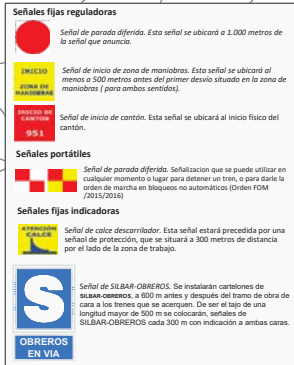 Señales fijas reguladoras
Señal de parada diferida. Esta señal se ubicará a 1.000 metros de
la señal que anuncia.
INICIO
ZONA DE
MANIOBRAS
Señal de inicio de zona de maniobras. Esta señal se ubicará al
menos a 500 metros antes del primer desvío situado en la zona de
maniobras ( para ambos sentidos).
INICIO DE
CANTÓN
951
Señal de inicio de cantón. Esta señal se ubicará al inicio físico del
cantón.
Señales portátiles
Señal de parada diferida. Señalizacion que se puede utilizar en
cualquier momento o lugar para detener un tren, o para darle la
orden de marcha en bloqueos no automáticos (Orden FOM
/2015/2016)
Señales fijas indicadoras
ATENCIÓN
CALCE
Señal de calce descarrilador. Esta señal estará precedida por una
señal de protección, que se situará a 300 metros de distancia
por el lado de la zona de trabajo.
S
OBREROS
EN VIA
Señal de SILBAR-OBREROS. Se instalarán cartelones de
SILBAR-OBREROS, a 600 m antes y después del tramo de obra de
cara a los trenes que se acerquen. De ser el tajo de una
longitud mayor de 500 m se colocarán, señales de
SILBAR-OBREROS cada 300 m con indicación a ambas caras.